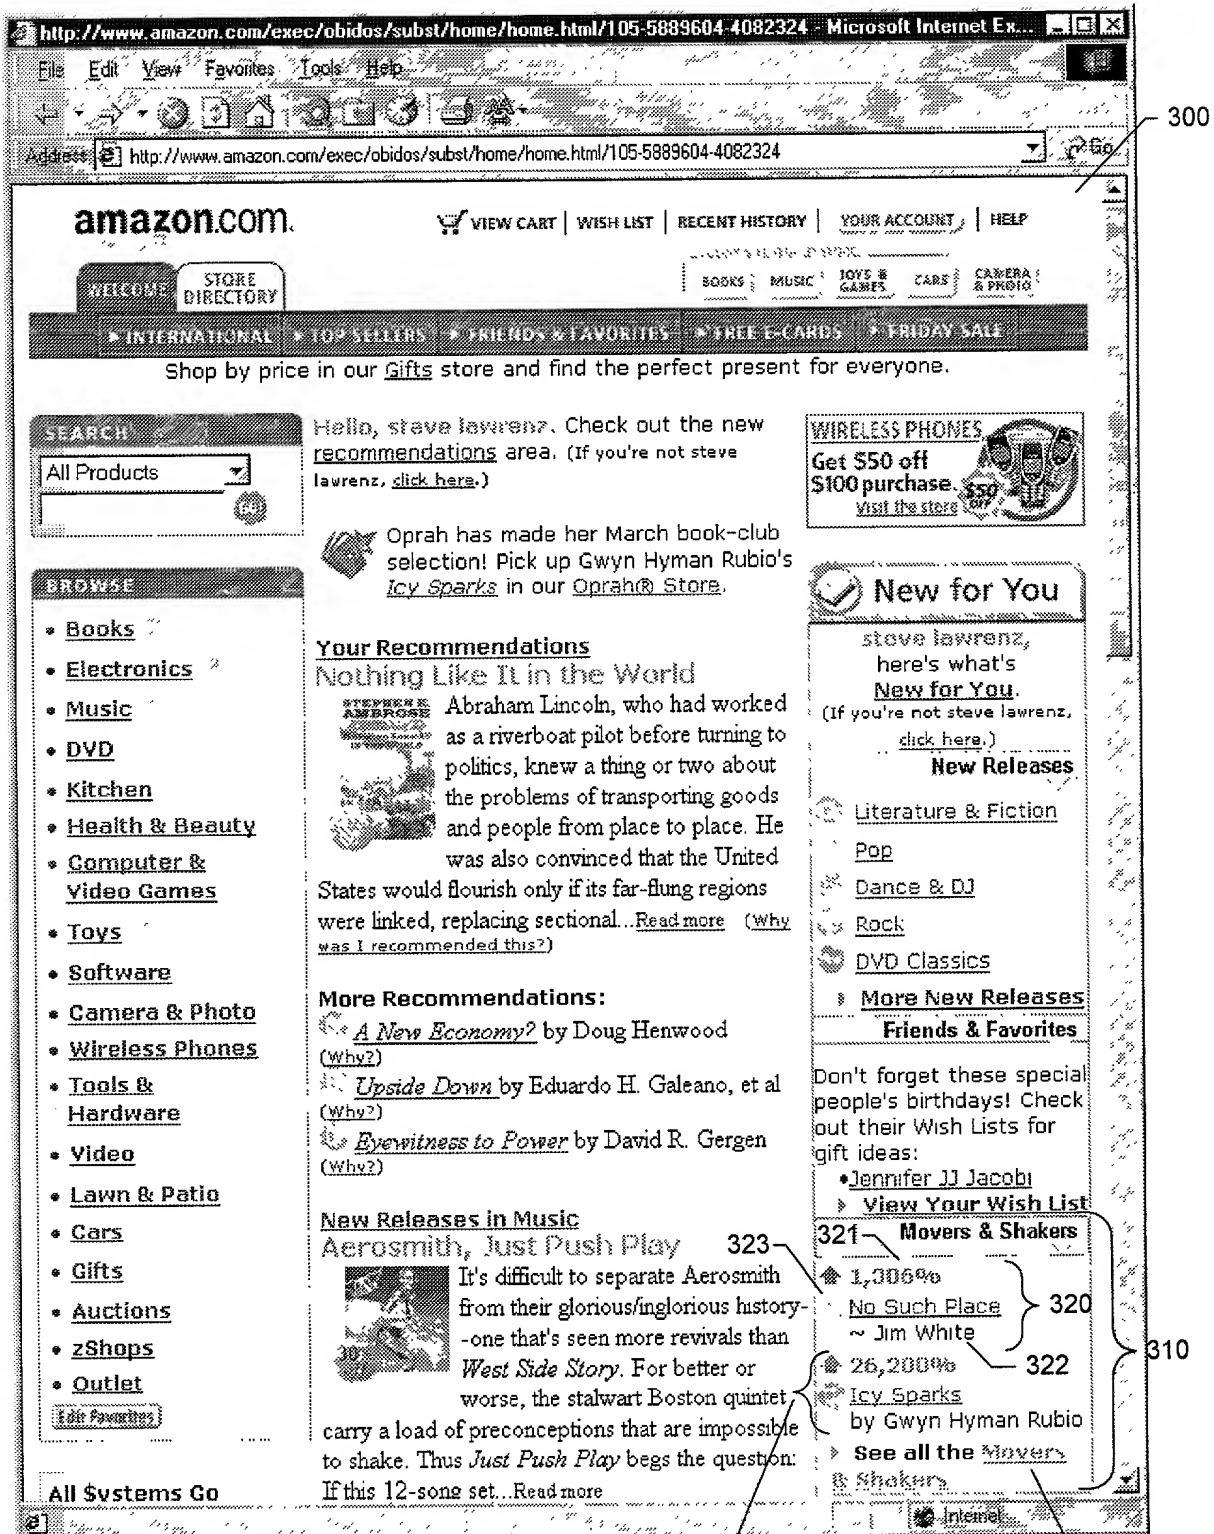 http://www.amazon.com/exec/obidos/subst/home/home.html/105-5889604-4082324 - Microsoft Internet Ex...
File Edit View Favorites Tools Help
Address http://www.amazon.com/exec/obidos/subst/home/home.html/105-5889604-4082324 Go
300
amazon.com.
VIEW CART | WISH LIST | RECENT HISTORY | YOUR ACCOUNT | HELP
WELCOME
STORE DIRECTORY
BOOKS MUSIC TOYS & GAMES CARS CAMERA & PHOTO
INTERNATIONAL TOP SELLERS FRIENDS & FAVORITES FREE E-CARDS FRIDAY SALE
Shop by price in our Gifts store and find the perfect present for everyone.
SEARCH
All Products
GO
BROWSE
• Books
• Electronics
• Music
• DVD
• Kitchen
• Health & Beauty
• Computer &
Video Games
• Toys
• Software
• Camera & Photo
• Wireless Phones
• Tools &
Hardware
• Video
• Lawn & Patio
• Cars
• Gifts
• Auctions
• zShops
• Outlet
Edit Favorites
All $ystems Go
Hello, steve lawrenz. Check out the new
recommendations area. (If you're not steve
lawrenz, click here.)
Oprah has made her March book-club
selection! Pick up Gwyn Hyman Rubio's
Icy Sparks in our Oprah® Store.
Your Recommendations
Nothing Like It in the World
STEPHEN E.
AMBROSE
Abraham Lincoln, who had worked
as a riverboat pilot before turning to
politics, knew a thing or two about
the problems of transporting goods
and people from place to place. He
was also convinced that the United
States would flourish only if its far-flung regions
were linked, replacing sectional...Read more (Why
was I recommended this?)
More Recommendations:
A New Economy? by Doug Henwood
(Why?)
Upside Down by Eduardo H. Galeano, et al
(Why?)
Eyewitness to Power by David R. Gergen
(Why?)
New Releases in Music
Aerosmith, Just Push Play
It's difficult to separate Aerosmith
from their glorious/inglorious history-
-one that's seen more revivals than
West Side Story. For better or
worse, the stalwart Boston quintet
carry a load of preconceptions that are impossible
to shake. Thus Just Push Play begs the question:
If this 12-song set...Read more
WIRELESS PHONES
Get $50 off
$100 purchase.
Visit the store
$50
OFF
New for You
steve lawrenz,
here's what's
New for You.
(If you're not steve lawrenz,
click here.)
New Releases
Literature & Fiction
Pop
Dance & DJ
Rock
DVD Classics
More New Releases
Friends & Favorites
Don't forget these special
people's birthdays! Check
out their Wish Lists for
gift ideas:
•Jennifer JJ Jacobi
View Your Wish List
321 Movers & Shakers
323
1,306%
No Such Place
320
~ Jim White
322
310
26,200%
Icy Sparks
by Gwyn Hyman Rubio
See all the Movers
& Shakers
Internet